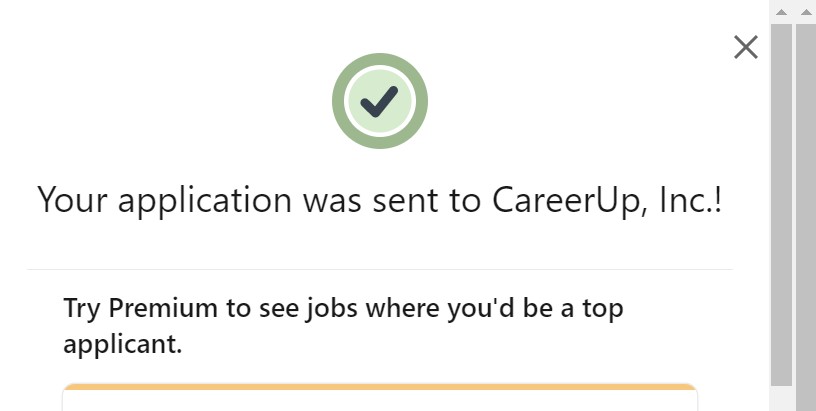 Your application was sent to CareerUp, Inc.!
Try Premium to see jobs where you'd be a top
applicant.